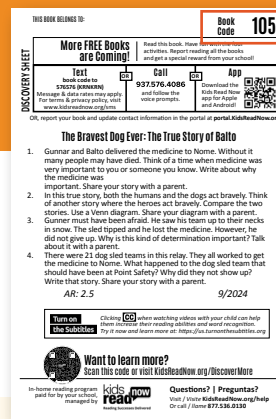 THIS BOOK BELONGS TO:
Book
Code
105
DISCOVERY SHEET
More FREE Books
are Coming!
Read this book. Have
activities. Report reading all the books
and get a special reward from your school!
Text
book code to
576576 (KRNKRN)
Message & data rates may apply.
For terms & privacy policy, visit
www.kidsreadnow.org/sms
OR
Call
937.576.4086
and follow the
voice prompts.
OR
App
Download the
Kids Read Now
app for Apple
and Android!
OR, report your book and update contact information in the portal at portal.KidsReadNow.or
The Bravest Dog Ever: The True Story of Balto
1. Gunnar and Balto delivered the medicine to Nome. Without it
many people may have died. Think of a time when medicine was
very important to you or someone you know. Write about why
the medicine was
important. Share your story with a parent.
2. In this true story, both the humans and the dogs act bravely. Think
of another story where the heroes act bravely. Compare the two
stories. Use a Venn diagram. Share your diagram with a parent.
3. Gunner must have been afraid. He saw his team up to their necks
in snow. The sled tipped and he lost the medicine. However, he
did not give up. Why is this kind of determination important? Talk
about it with a parent.
4. There were 21 dog sled teams in this relay. They all worked to get
the medicine to Nome. What happened to the dog sled team that
should have been at Point Safety? Why did they not show up?
Write that story. Share your story with a parent.
AR: 2.5 9/2024
Turn on
the Subtitles
Clicking CC when watching videos with your child can help
them increase their reading abilities and word recognition.
Try it now and learn more at: https://us.turnonthesubtitles.org
Want to learn more?
Scan this code or visit KidsReadNow.org/DiscoverMore
In-home reading program
paid for by your school,
managed by
kids
read now
Reading Successes Delivered
Questions? | Preguntas?
Visit / Visite KidsReadNow.org/help
Or call / llame 877.536.0130